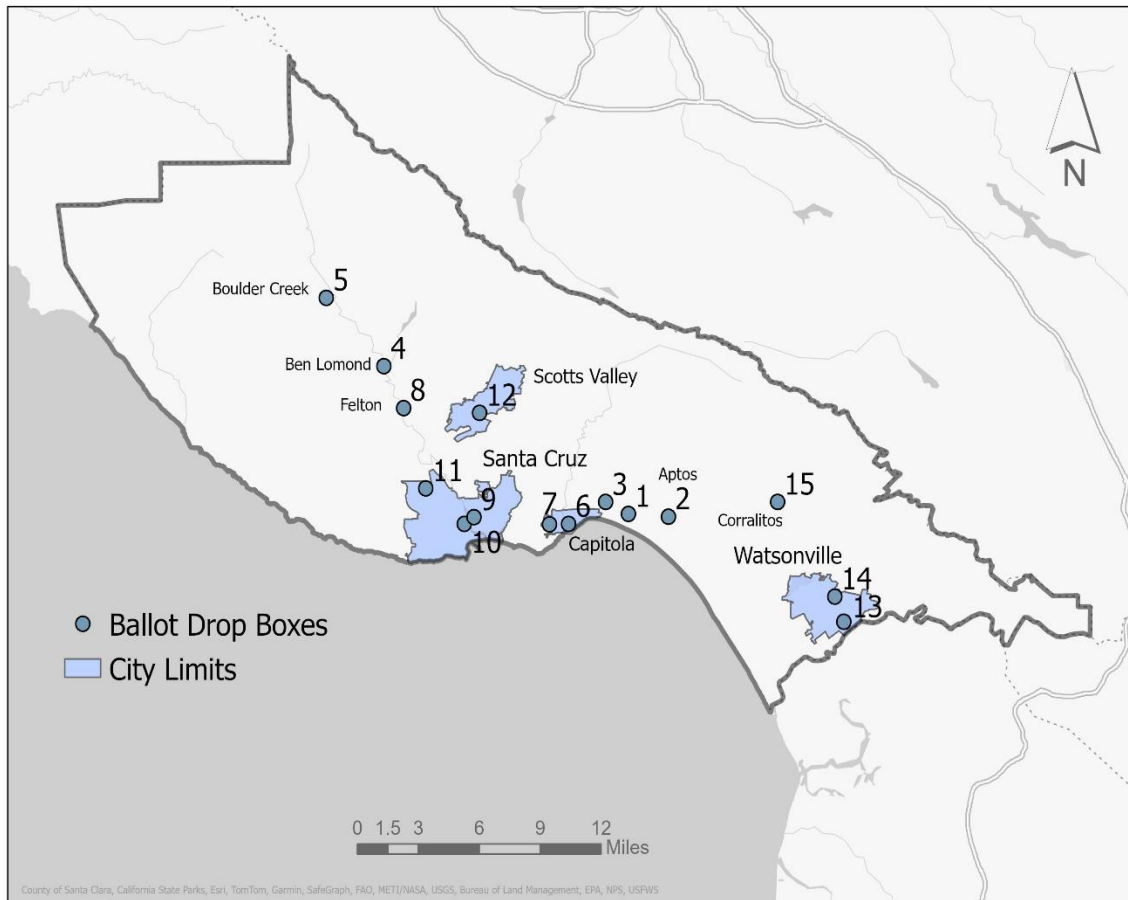 N
5
Boulder Creek
4
Ben Lomond
Scotts Valley
8
12
Felton
Santa Cruz
11
Aptos
3
15
9
7
6
1
2
10
Capitola
Corralitos
Watsonville
14
13
Ballot Drop Boxes
City Limits
0 1.5 3 6 9 12
Miles
County of Santa Clara, California State Parks, Esri, TomTom, Garmin, SafeGraph, FAO, METI/NASA, USGS, Bureau of Land Management, EPA, NPS, USFWS